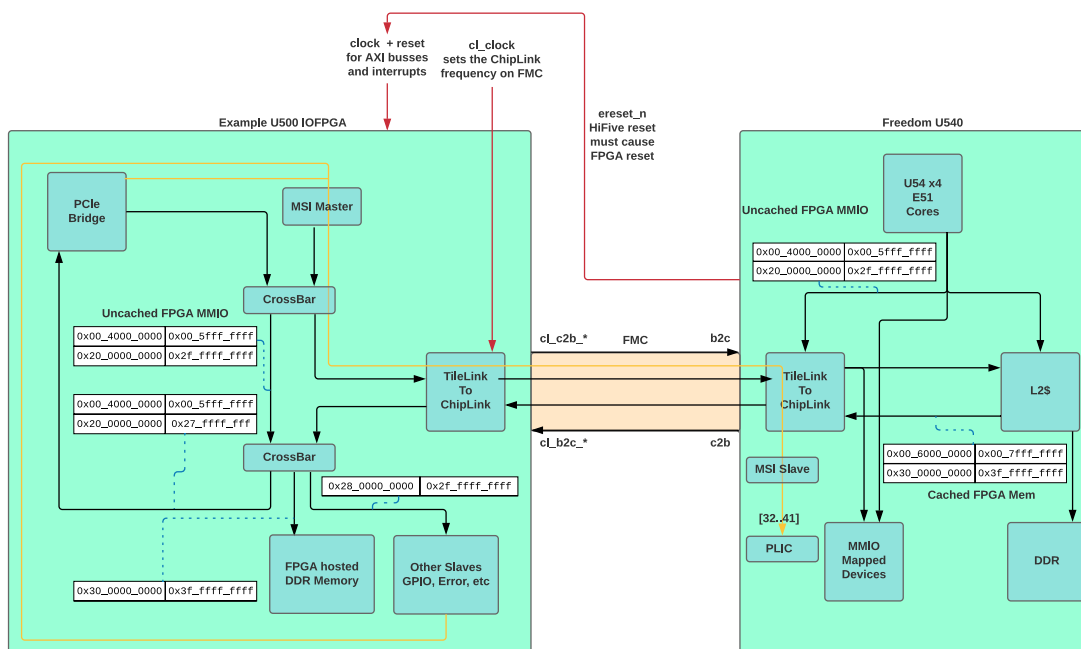 clock + reset
for AXI busses
and interrupts
cl_clock
sets the ChipLink
frequency on FMC
ereset_n
HiFive reset
must cause
FPGA reset
Example U500 IOFPGA
PCIe
Bridge
MSI Master
CrossBar
Uncached FPGA MMIO
0x00_4000_0000 0x00_5fff_ffff
0x20_0000_0000 0x2f_ffff_ffff
0x00_4000_0000 0x00_5fff_ffff
0x20_0000_0000 0x27_ffff_fff
TileLink
To
ChipLink
CrossBar
0x28_0000_0000 0x2f_ffff_ffff
FPGA hosted
DDR Memory
Other Slaves
GPIO, Error, etc
0x30_0000_0000 0x3f_ffff_ffff
cl_c2b_* FMC b2c
cl_b2c_* c2b
Freedom U540
U54 x4
E51
Cores
Uncached FPGA MMIO
0x00_4000_0000 0x00_5fff_ffff
0x20_0000_0000 0x2f_ffff_ffff
TileLink
To
ChipLink
L2$
MSI Slave
0x00_6000_0000 0x00_7fff_ffff
0x30_0000_0000 0x3f_ffff_ffff
Cached FPGA Mem
[32..41]
PLIC
MMIO
Mapped
Devices
DDR